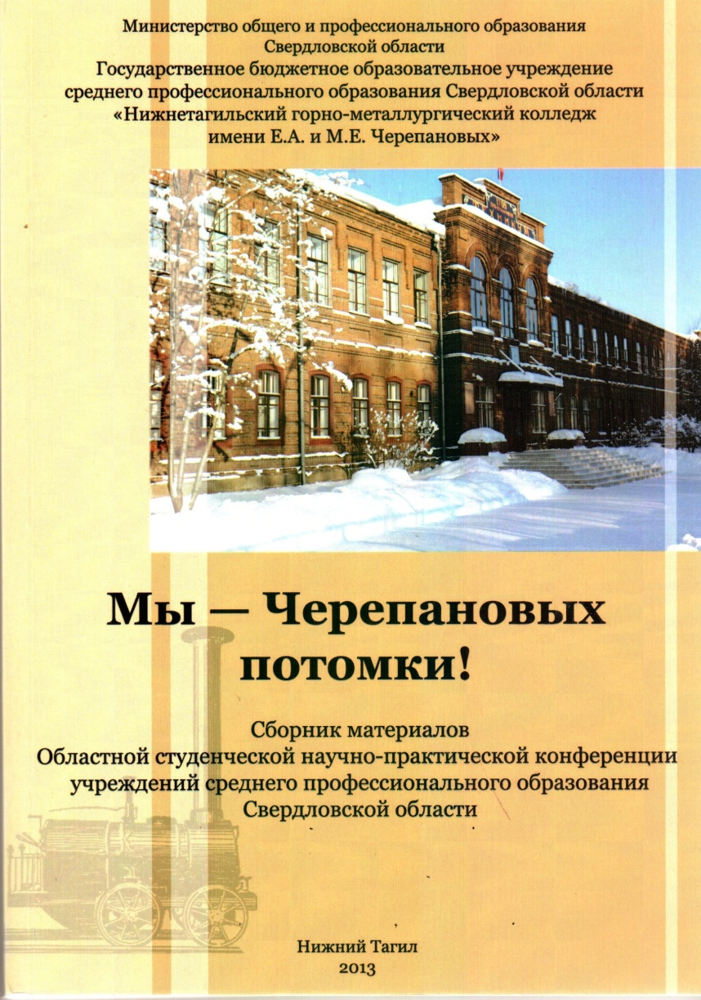 Министерство общего и профессионального образования
Свердловской области
Государственное бюджетное образовательное учреждение
среднего профессионального образования Свердловской области
«Нижнетагильский горно-металлургический колледж
имени Е.А. и М.Е. Черепановых»
Мы — Черепановых
потомки!
Сборник материалов
Областной студенческой научно-практической конференции
учреждений среднего профессионального образования
Свердловской области
Нижний Тагил
2013